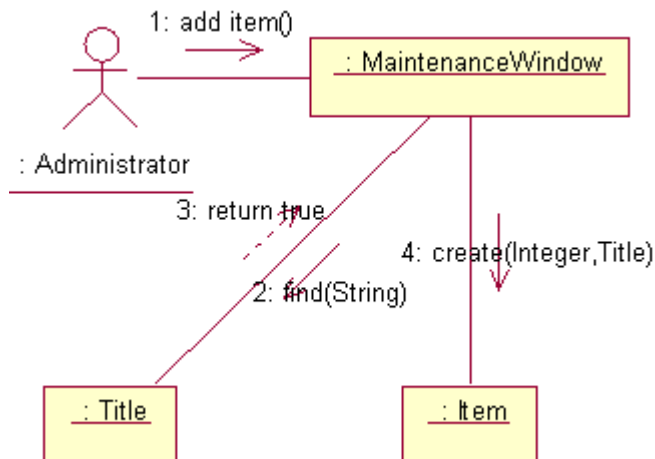 1: add item()
: MaintenanceWindow
: Administrator
3: return true
4: create(Integer,Title)
2: find(String)
: Title
: Item